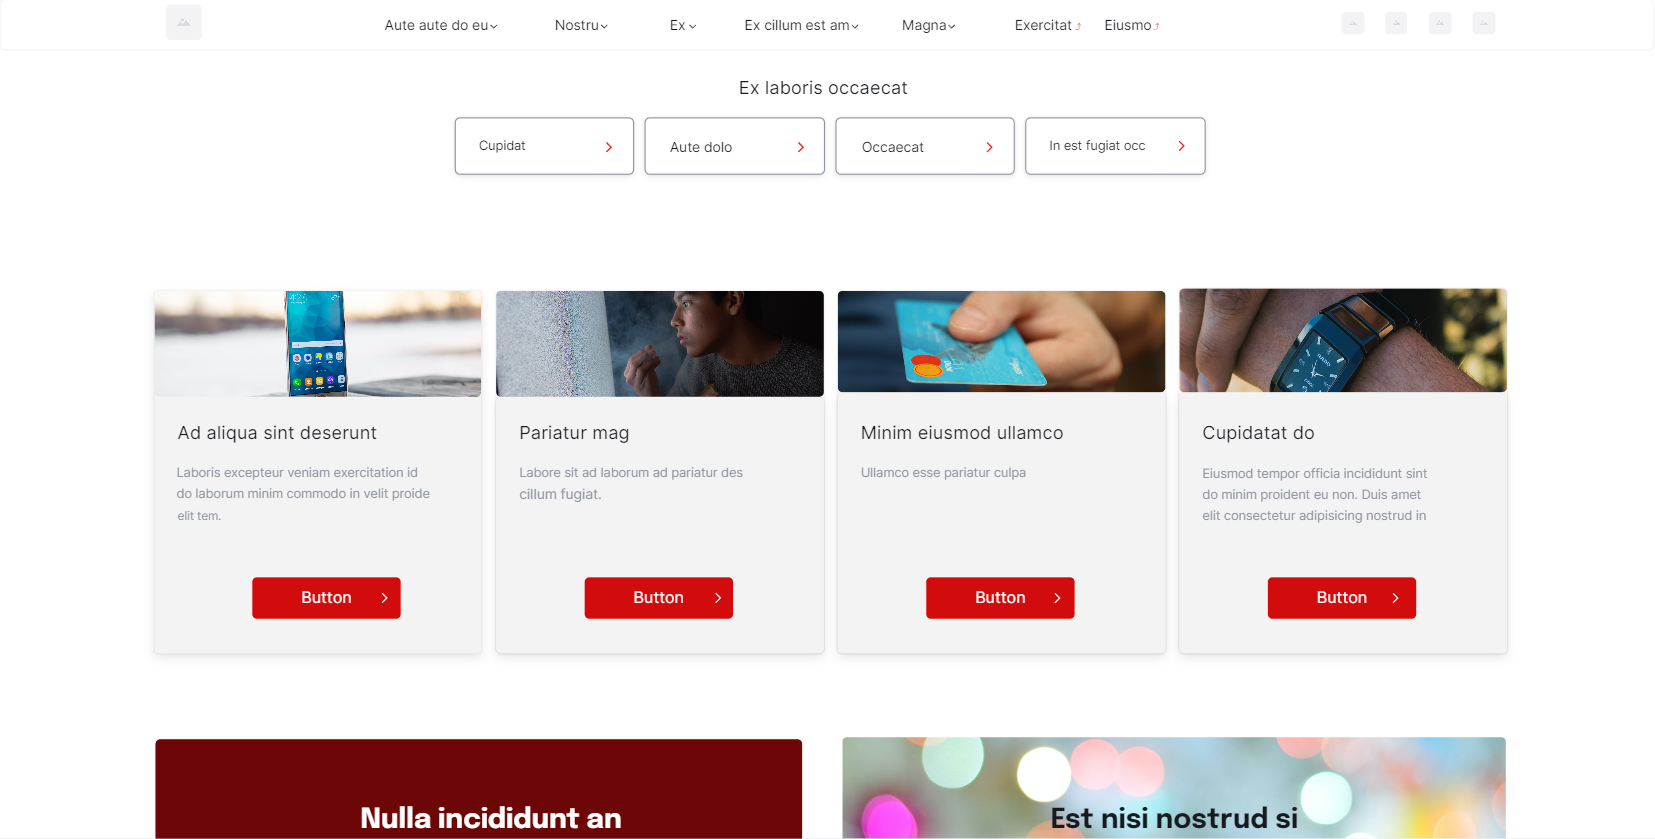 Aute aute do eu
Nostru
Ex
Ex cillum est am
Magna
Exercitat
Eiusmo
Ex laboris occaecat
Cupidat
Aute dolo
Occaecat
In est fugiat occ
Ad aliqua sint deserunt
Laboris excepteur veniam exercitation id
do laborum minim commodo in velit proide
elit tem.
Button
Pariatur mag
Labore sit ad laborum ad pariatur des
cillum fugiat.
Button
Minim eiusmod ullamco
Ullamco esse pariatur culpa
Button
Cupidatat do
Eiusmod tempor officia incididunt sint
do minim proident eu non. Duis amet
elit consectetur adipisicing nostrud in
Button
Nulla incididunt an
Est nisi nostrud si